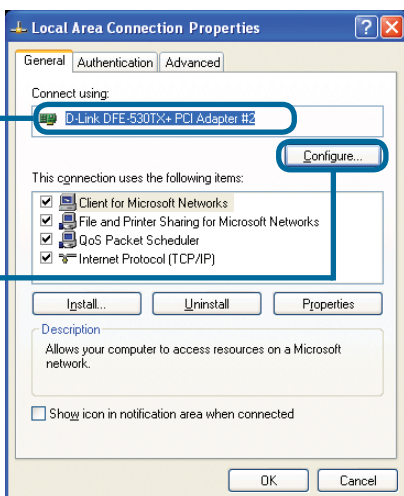 Local Area Connection Properties
General Authentication Advanced
Connect using:
D-Link DFE-530TX+ PCI Adapter #2
Configure...
This connection uses the following items:
Client for Microsoft Networks
File and Printer Sharing for Microsoft Networks
QoS Packet Scheduler
Internet Protocol (TCP/IP)
Install... Uninstall Properties
Description
Allows your computer to access resources on a Microsoft
network.
Show icon in notification area when connected
OK Cancel